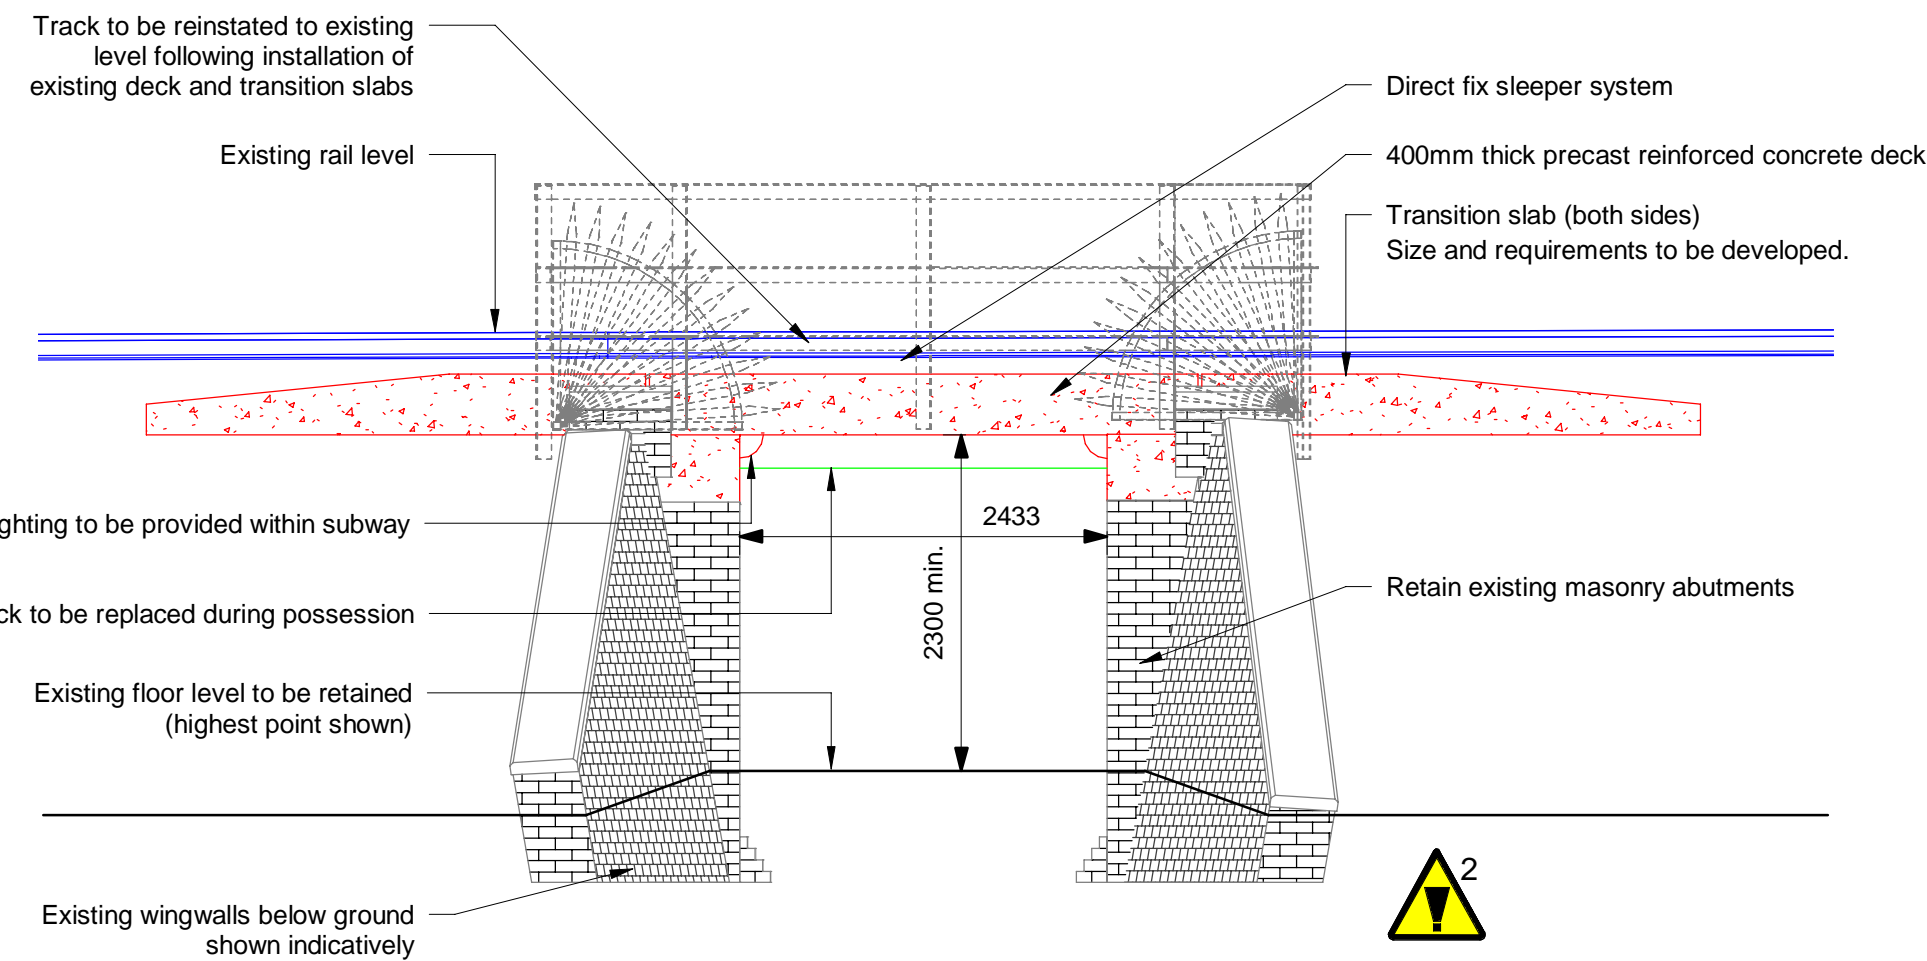 Track to be reinstated to existing
level following installation of
existing deck and transition slabs
Existing rail level
Direct fix sleeper system
400mm thick precast reinforced concrete deck
Transition slab (both sides)
Size and requirements to be developed.
2433
2300 min.
ghting to be provided within subway
ck to be replaced during possession
Existing floor level to be retained
(highest point shown)
Retain existing masonry abutments
Existing wingwalls below ground
shown indicatively
2